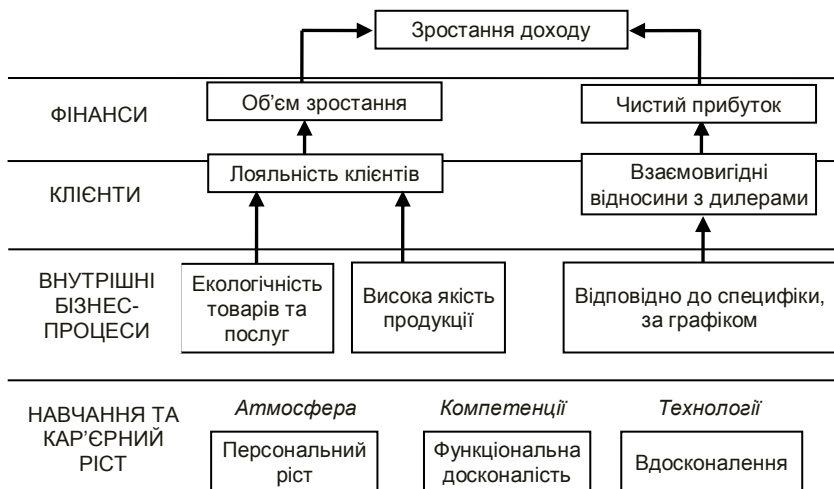 Зростання доходу
ФІНАНСИ
Об’єм зростання
Чистий прибуток
КЛІЄНТИ
Лояльність клієнтів
Взаємовигідні
відносини з дилерами
ВНУТРІШНІ
БІЗНЕС-
ПРОЦЕСИ
Екологічність
товарів та
послуг
Висока якість
продукції
Відповідно до специфіки,
за графіком
НАВЧАННЯ ТА
КАР’ЄРНИЙ
РІСТ
Атмосфера
Персональний
ріст
Компетенції
Функціональна
досконалість
Технології
Вдосконалення